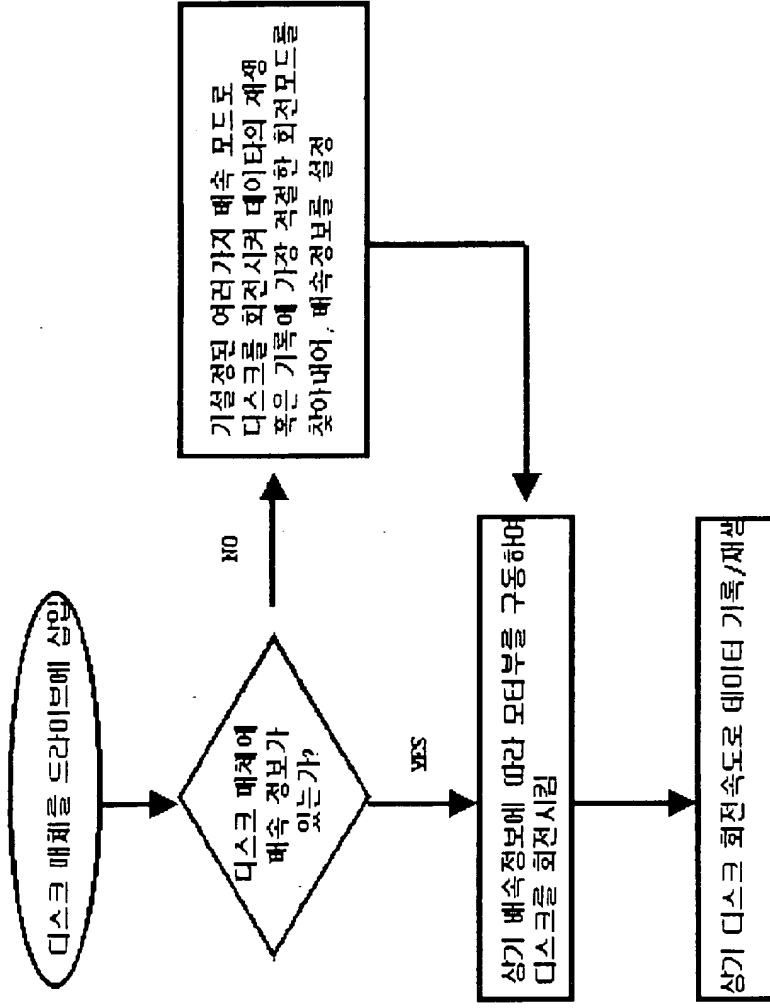 디스크 매체를 드라이브에 삽입
디스크 매체에
배속 정보가
있는가?
NO
기설정된 여러가지 배속 모드로
디스크를 회전시켜 데이타의 재생
혹은 기록에 가장 적절한 회전모드를
찾아내어, 배속정보를 설정
YES
상기 배속정보에 따라 모터부를 구동하여
디스크를 회전시킴
상기 디스크 회전속도로 데이터 기록/재생